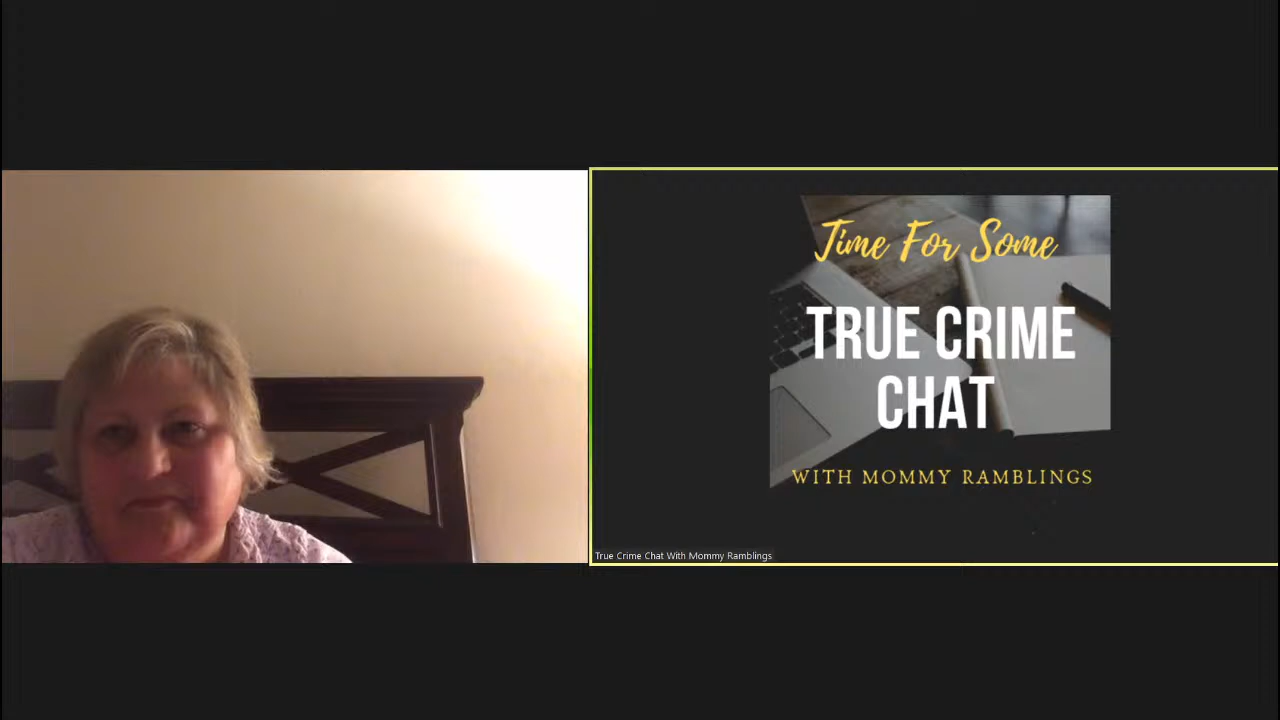 Time For Some
TRUE CRIME
CHAT
WITH MOMMY RAMBLINGS
True Crime Chat With Mommy Ramblings